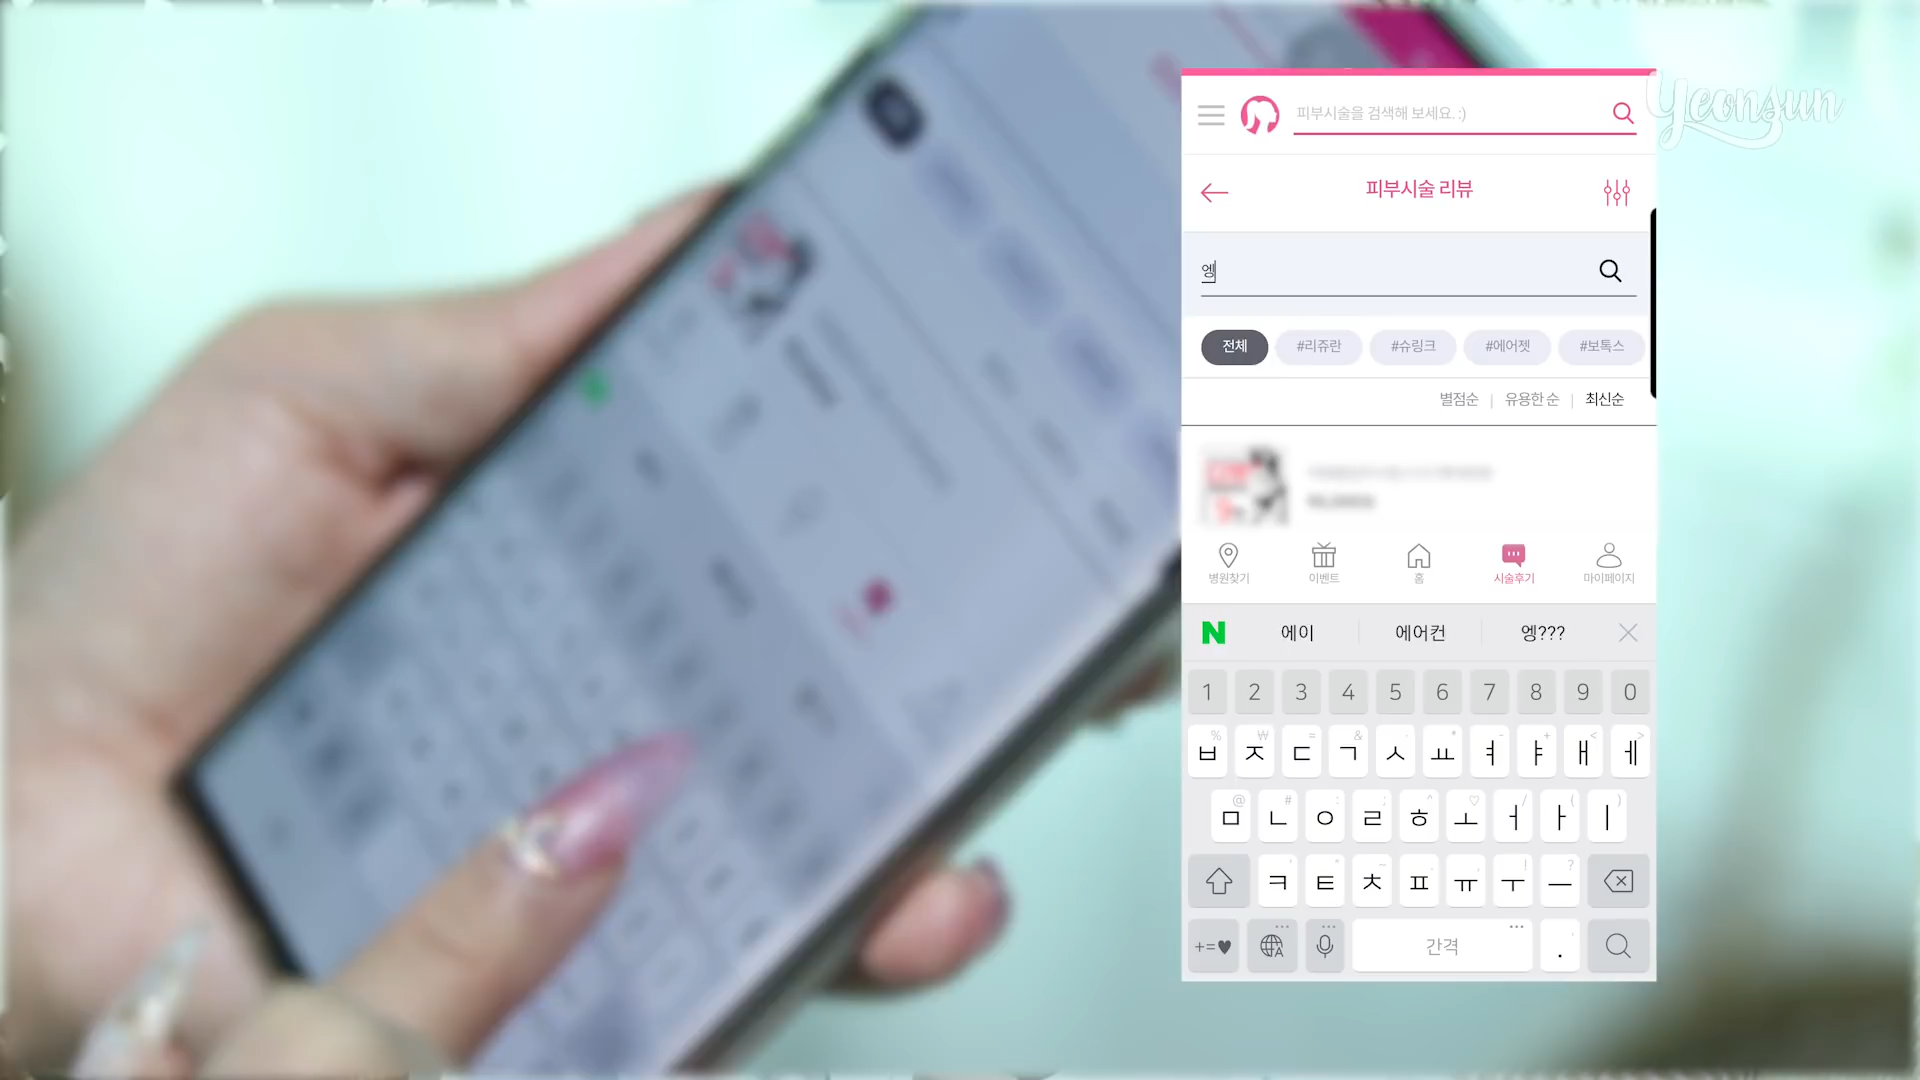 Yeonsun
피부시술을 검색해 보세요. :)
피부시술 리뷰
엥
전체 #리쥬란 #슈링크 #에어젯 #보톡스
별점순 | 유용한 순 | 최신순
병원찾기 이벤트 홈 시술후기 마이페이지
N 에이 에어컨 엥???
1 2 3 4 5 6 7 8 9 0
ㅂ ㅈ ㄷ ㄱ ㅅ ㅛ ㅕ ㅑ ㅐ ㅔ
ㅁ ㄴ ㅇ ㄹ ㅎ ㅗ ㅓ ㅏ ㅣ
ㅋ ㅌ ㅊ ㅍ ㅠ ㅜ ㅡ
+=♥ 간격 .